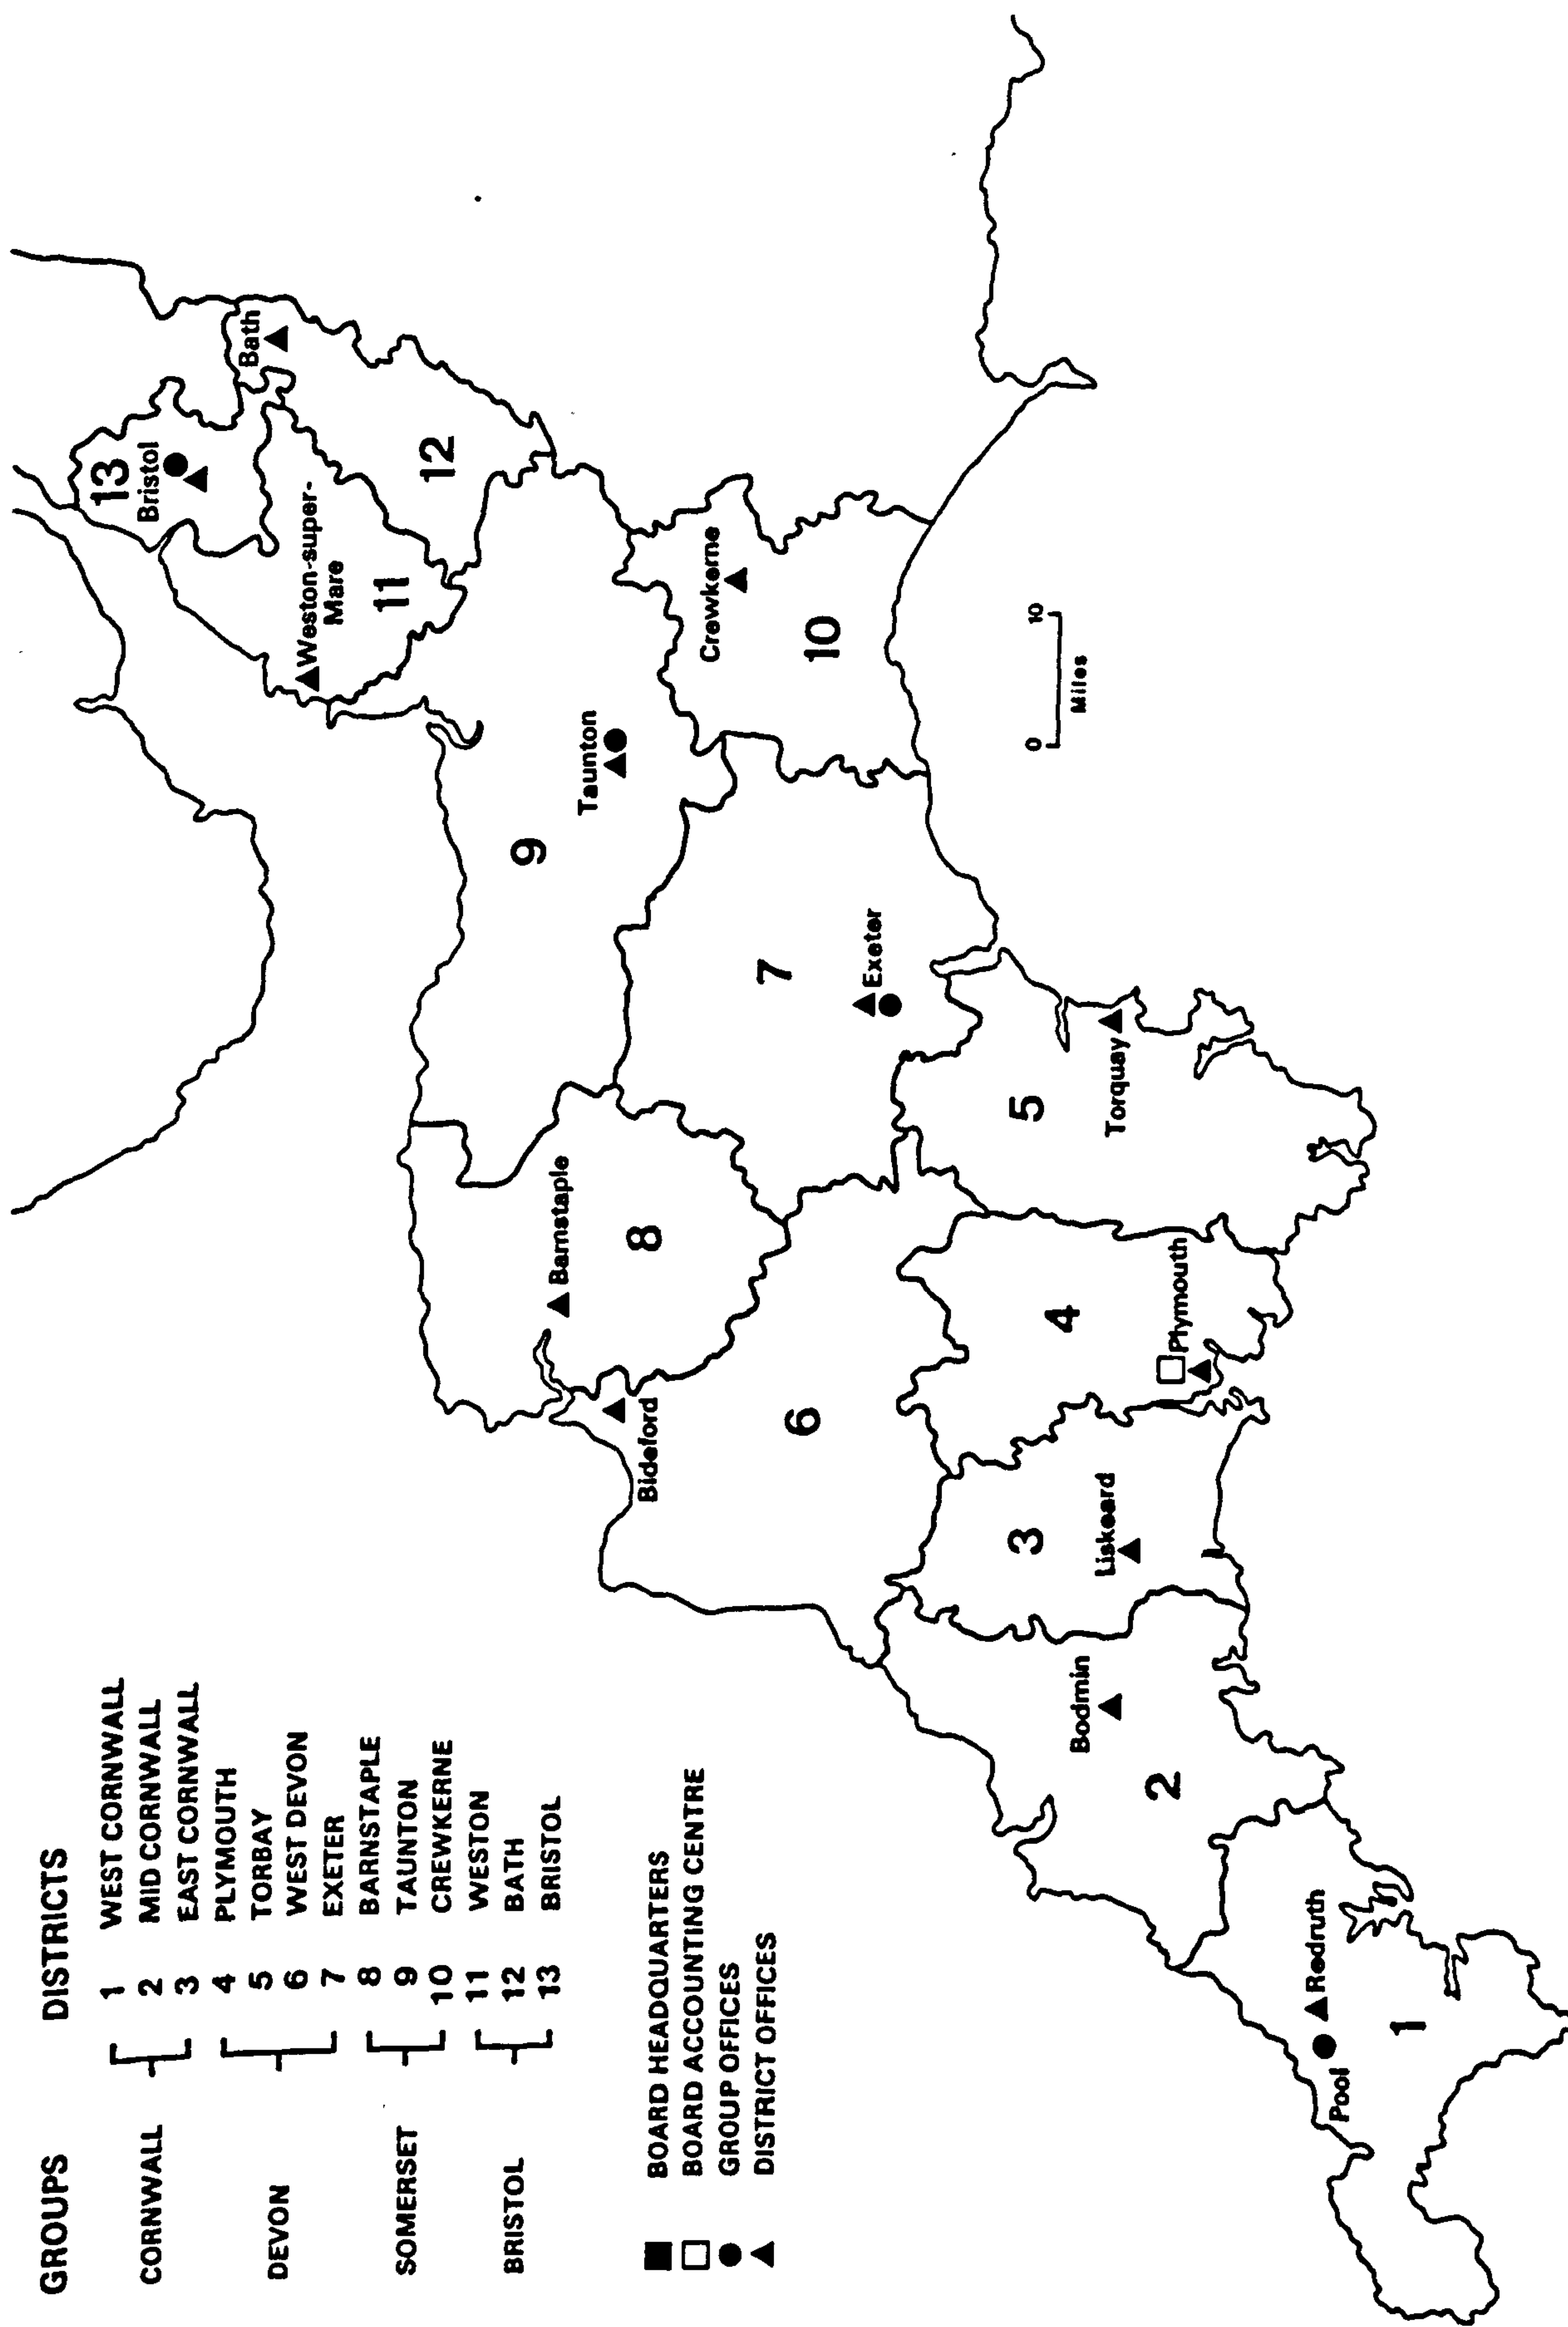 GROUPS DISTRICTS
CORNWALL
1 WEST CORNWALL
2 MID CORNWALL
3 EAST CORNWALL
DEVON
4 PLYMOUTH
5 TORBAY
6 WEST DEVON
7 EXETER
SOMERSET
8 BARNSTAPLE
9 TAUNTON
10 CREWKERNE
BRISTOL
11 WESTON
12 BATH
13 BRISTOL
BOARD HEADQUARTERS
BOARD ACCOUNTING CENTRE
GROUP OFFICES
DISTRICT OFFICES
13
Bristol
Bath
Weston-super-
Mare
11
12
9
Taunton
Crewkerne
10
Barnstaple
8
Bideford
7
Exeter
6
5
Torquay
4
Plymouth
3
Liskeard
Bodmin
2
Pool
Redruth
1
0 10
Miles